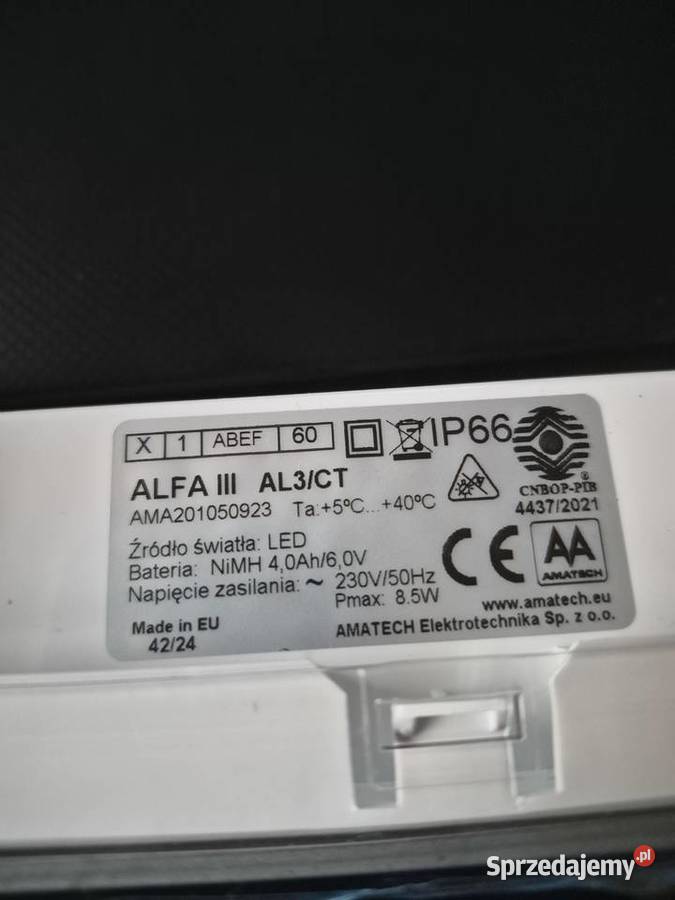 X 1 ABEF 60 IP66
ALFA III AL3/CT
AMA201050923 Ta:+5ºC...+40ºC
CNBOP-PIB
4437/2021
Źródło światła: LED
Bateria: NiMH 4,0Ah/6,0V
Napięcie zasilania: ~ 230V/50Hz
Pmax: 8.5W
CE
AA
AMATECH
www.amatech.eu
Made in EU
42/24
AMATECH Elektrotechnika Sp. z o.o.
Sprzedajemy.pl